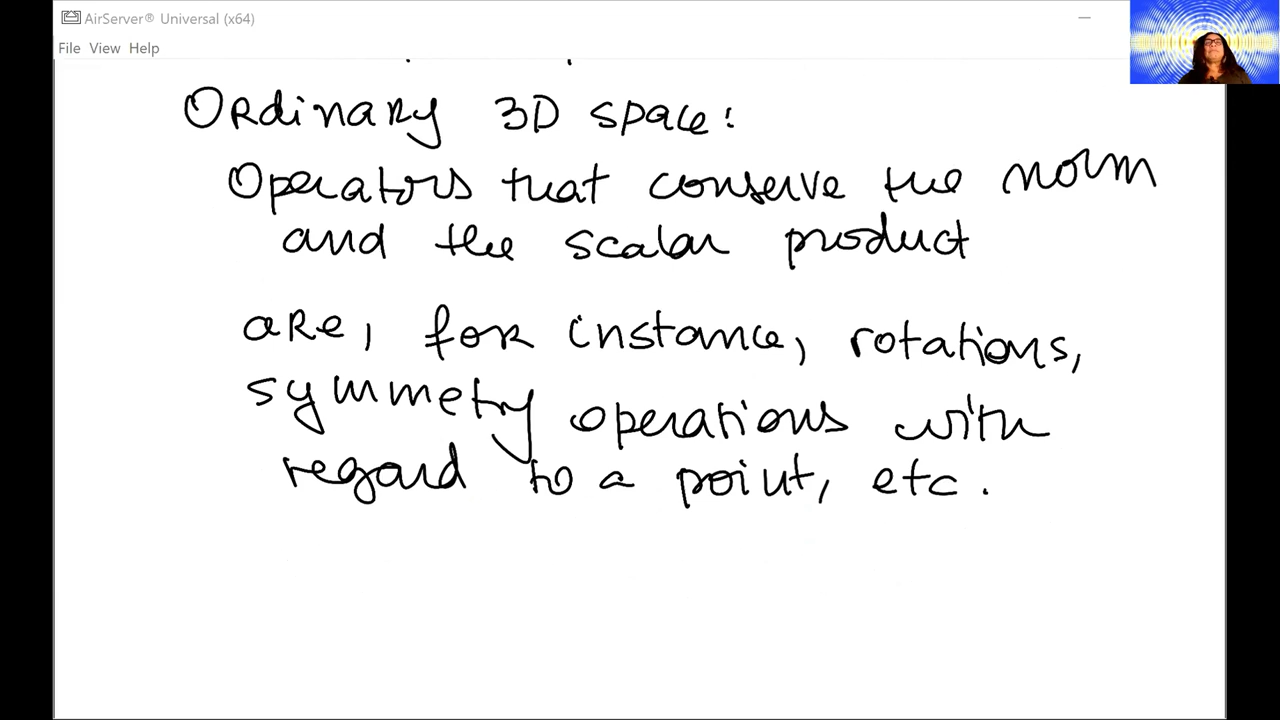 AirServer® Universal (x64)
File View Help
Ordinary 3D space:
Operators that conserve the norm
and the scalar product
are, for instance, rotations,
symmetry operations with
regard to a point, etc.